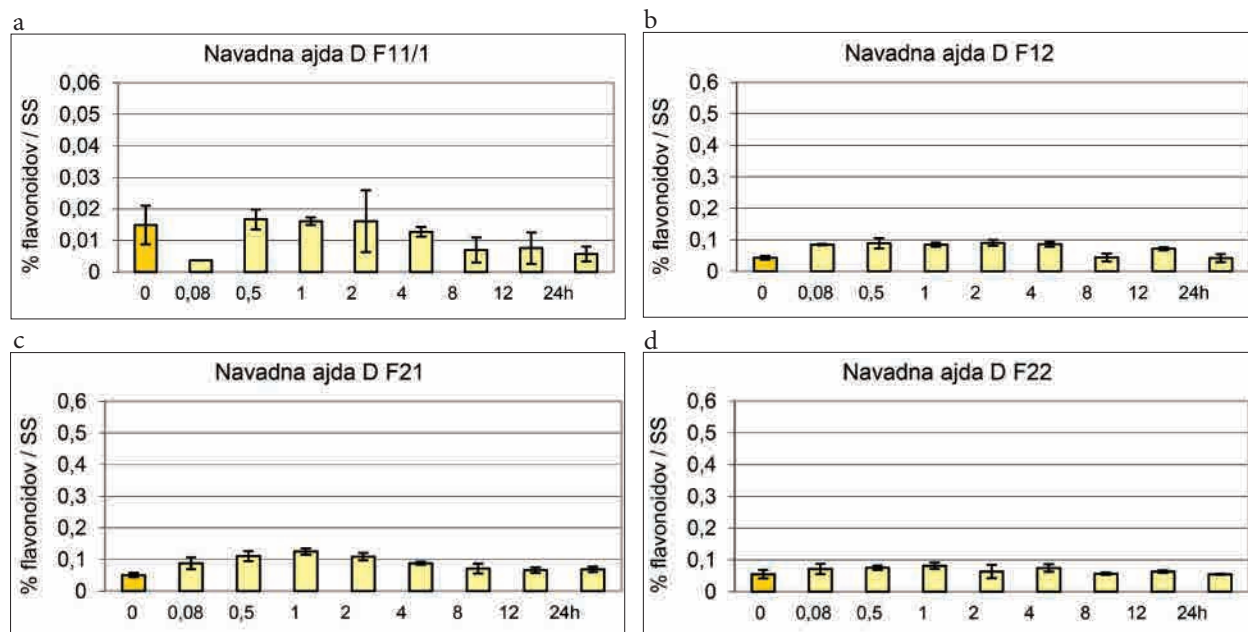 a
Navadna ajda D F11/1
% flavonoidov / SS
0,06
0,05
0,04
0,03
0,02
0,01
0
0 0,08 0,5 1 2 4 8 12 24h
b
Navadna ajda D F12
% flavonoidov / SS
0,6
0,5
0,4
0,3
0,2
0,1
0
0 0,08 0,5 1 2 4 8 12 24h
c
Navadna ajda D F21
% flavonoidov / SS
0,6
0,5
0,4
0,3
0,2
0,1
0
0 0,08 0,5 1 2 4 8 12 24h
d
Navadna ajda D F22
% flavonoidov / SS
0,6
0,5
0,4
0,3
0,2
0,1
0
0 0,08 0,5 1 2 4 8 12 24h